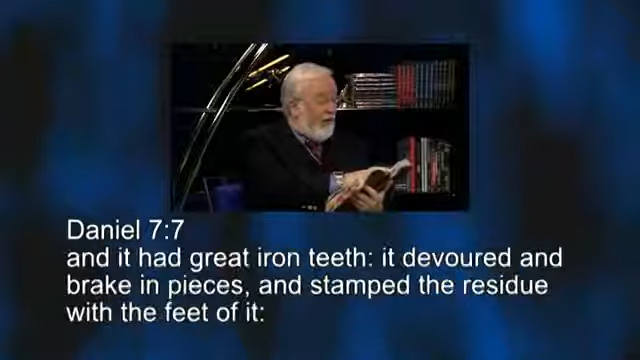 Daniel 7:7
and it had great iron teeth: it devoured and
brake in pieces, and stamped the residue
with the feet of it: